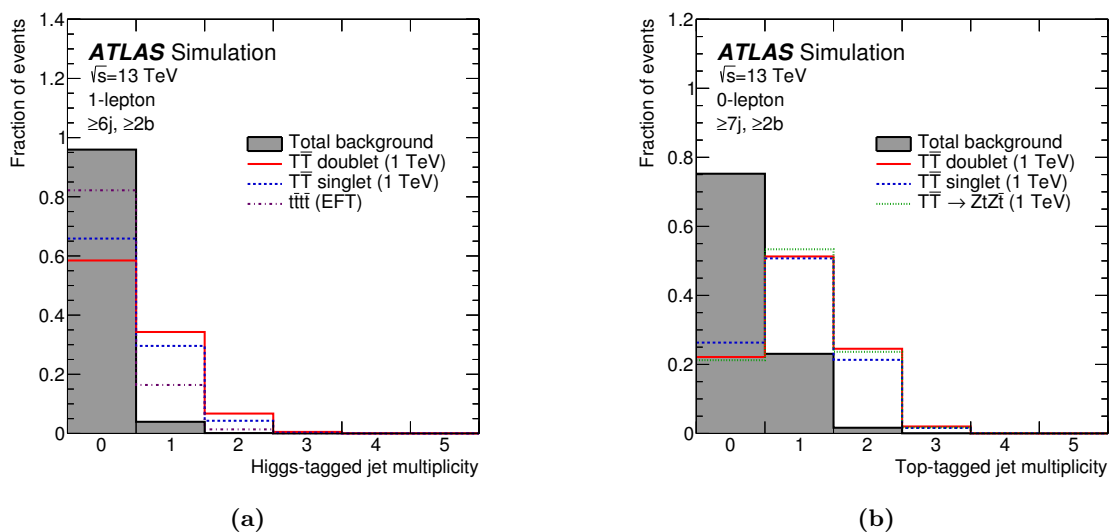 Fraction of events
1.4
1.2
1
0.8
0.6
0.4
0.2
0
ATLAS Simulation
√s=13 TeV
1-lepton
≥6j, ≥2b
Total background
TT̅ doublet (1 TeV)
TT̅ singlet (1 TeV)
tt̅tt̅ (EFT)
0 1 2 3 4 5
Higgs-tagged jet multiplicity
(a)
Fraction of events
1.2
1
0.8
0.6
0.4
0.2
0
ATLAS Simulation
√s=13 TeV
0-lepton
≥7j, ≥2b
Total background
TT̅ doublet (1 TeV)
TT̅ singlet (1 TeV)
TT̅ → ZtZt̅ (1 TeV)
0 1 2 3 4 5
Top-tagged jet multiplicity
(b)